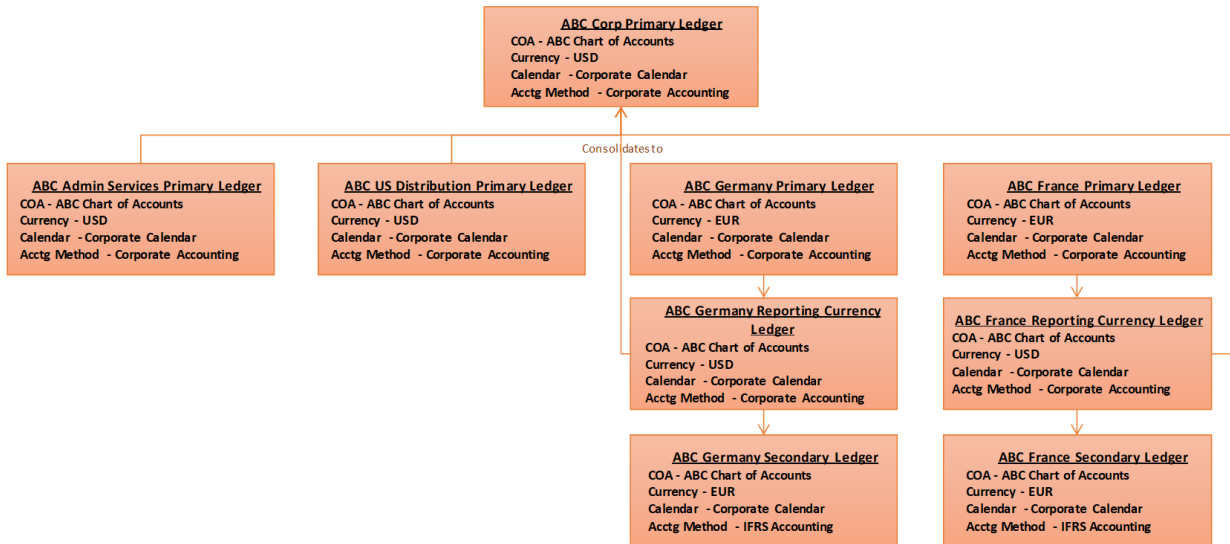 ABC Corp Primary Ledger
COA - ABC Chart of Accounts
Currency - USD
Calendar - Corporate Calendar
Acctg Method - Corporate Accounting
Consolidates to
ABC Admin Services Primary Ledger
COA - ABC Chart of Accounts
Currency - USD
Calendar - Corporate Calendar
Acctg Method - Corporate Accounting
ABC US Distribution Primary Ledger
COA - ABC Chart of Accounts
Currency - USD
Calendar - Corporate Calendar
Acctg Method - Corporate Accounting
ABC Germany Primary Ledger
COA - ABC Chart of Accounts
Currency - EUR
Calendar - Corporate Calendar
Acctg Method - Corporate Accounting
ABC France Primary Ledger
COA - ABC Chart of Accounts
Currency - EUR
Calendar - Corporate Calendar
Acctg Method - Corporate Accounting
ABC Germany Reporting Currency
Ledger
COA - ABC Chart of Accounts
Currency - USD
Calendar - Corporate Calendar
Acctg Method - Corporate Accounting
ABC France Reporting Currency Ledger
COA - ABC Chart of Accounts
Currency - USD
Calendar - Corporate Calendar
Acctg Method - Corporate Accounting
ABC Germany Secondary Ledger
COA - ABC Chart of Accounts
Currency - EUR
Calendar - Corporate Calendar
Acctg Method - IFRS Accounting
ABC France Secondary Ledger
COA - ABC Chart of Accounts
Currency - EUR
Calendar - Corporate Calendar
Acctg Method - IFRS Accounting